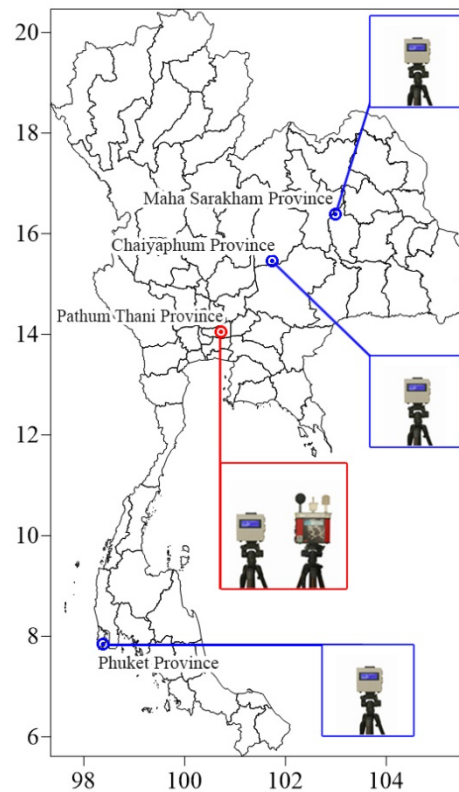 20
18
Maha Sarakham Province
16
Chaiyaphum Province
Pathum Thani Province
14
12
10
8
Phuket Province
6
98 100 102 104